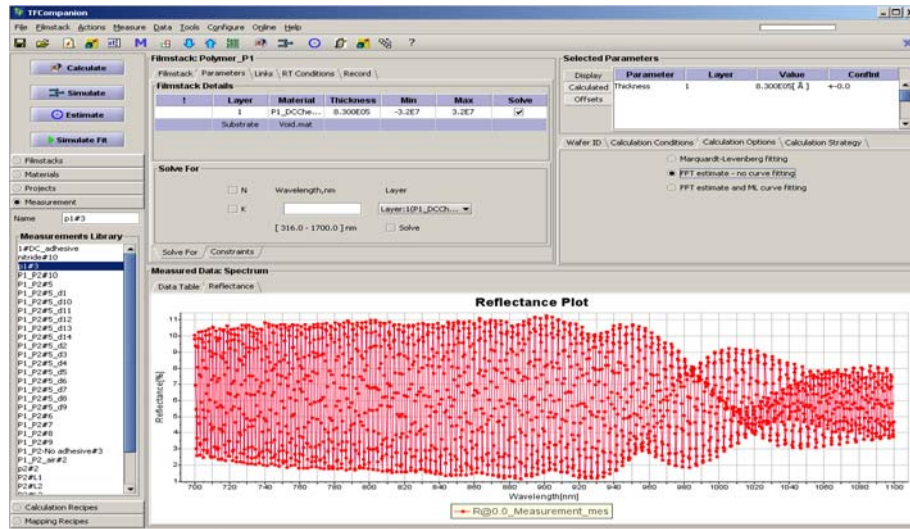 TFCompanion
File Filmstack Actions Measure Data Tools Configure Online Help
M ?
Calculate
Simulate
Estimate
Simulate Fit
Filmstacks
Materials
Projects
Measurement
Name p1#3
Measurements Library
1#DC_adhesive
nitride#10
p1#3
P1_P2#10
P1_P2#5
P1_P2#5_d1
P1_P2#5_d10
P1_P2#5_d11
P1_P2#5_d12
P1_P2#5_d13
P1_P2#5_d14
P1_P2#5_d2
P1_P2#5_d3
P1_P2#5_d4
P1_P2#5_d5
P1_P2#5_d6
P1_P2#5_d7
P1_P2#5_d8
P1_P2#5_d9
P1_P2#6
P1_P2#7
P1_P2#8
P1_P2#9
P1_P2-No adhesive#3
P1_P2_air#2
p2#2
P2#L1
P2#L2
Calculation Recipes
Mapping Recipes
Filmstack: Polymer_P1
Filmstack Parameters Links RT Conditions Record
Filmstack Details
! Layer Material Thickness Min Max Solve
1 P1_DCChe... 8.300E05 -3.2E7 3.2E7
Substrate Void.mat
Solve For
N Wavelength,nm Layer
K Layer:1(P1_DCCh...
[ 316.0 - 1700.0 ] nm Solve
Solve For Constraints
Selected Parameters
Display Parameter Layer Value Confint
Calculated Thickness 1 8.300E05[ Å ] +-0.0
Offsets
Wafer ID Calculation Conditions Calculation Options Calculation Strategy
Marquardt-Levenberg fitting
FFT estimate - no curve fitting
FFT estimate and ML curve fitting
Measured Data: Spectrum
Data Table Reflectance
Reflectance Plot
Reflectance[%]
11
10
9
8
7
6
5
4
3
2
1
700 720 740 760 780 800 820 840 860 880 900 920 940 960 980 1000 1020 1040 1060 1080 1100
Wavelength[nm]
R@0.0_Measurement_mes